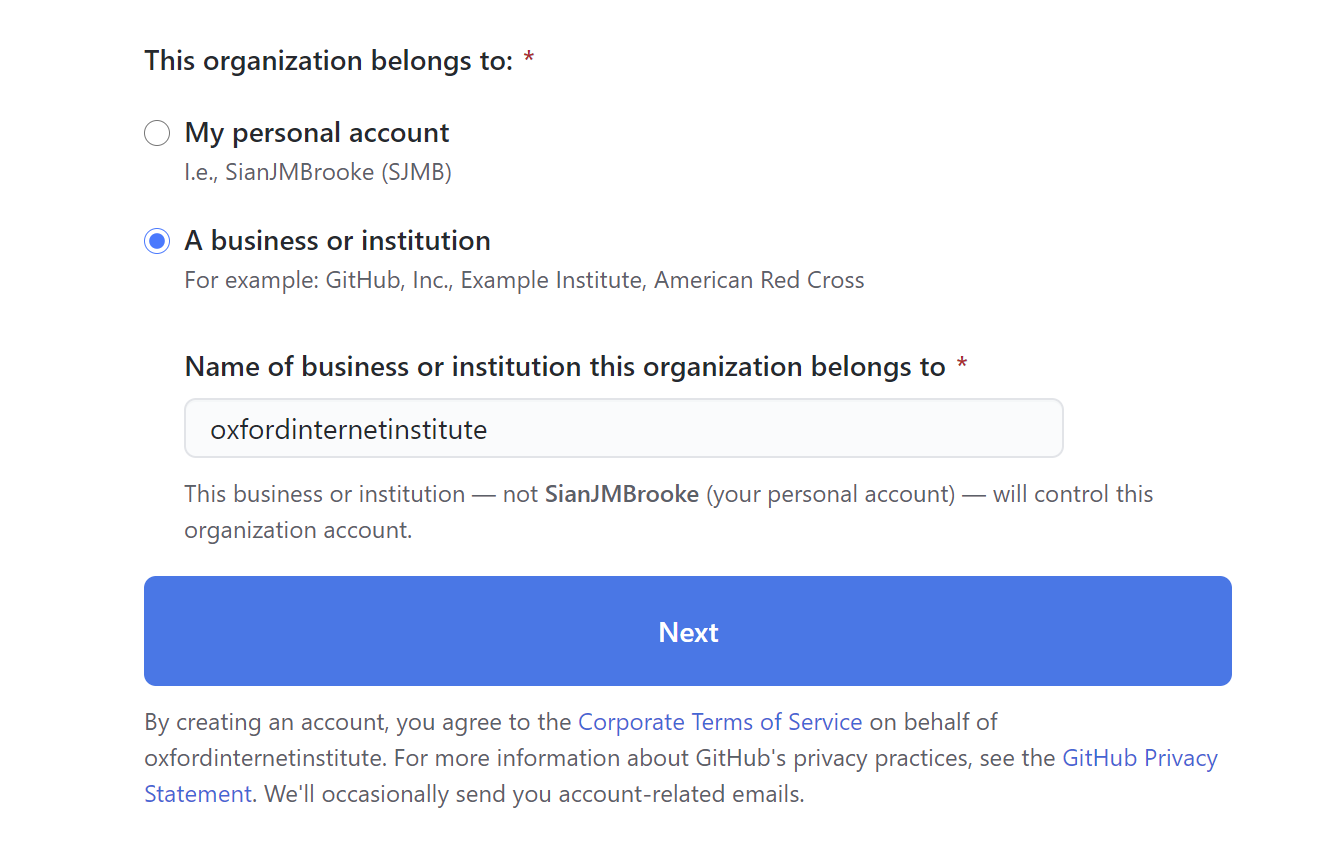 This organization belongs to: *
My personal account
I.e., SianJMBrooke (SJMB)
A business or institution
For example: GitHub, Inc., Example Institute, American Red Cross
Name of business or institution this organization belongs to *
oxfordinternetinstitute
This business or institution — not SianJMBrooke (your personal account) — will control this
organization account.
Next
By creating an account, you agree to the Corporate Terms of Service on behalf of
oxfordinternetinstitute. For more information about GitHub's privacy practices, see the GitHub Privacy
Statement. We'll occasionally send you account-related emails.